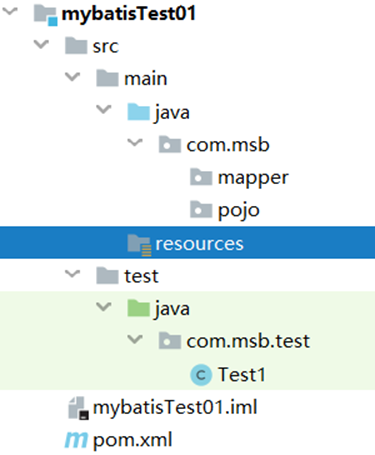 mybatisTest01
src
main
java
com.msb
mapper
pojo
resources
test
java
com.msb.test
Test1
mybatisTest01.iml
pom.xml